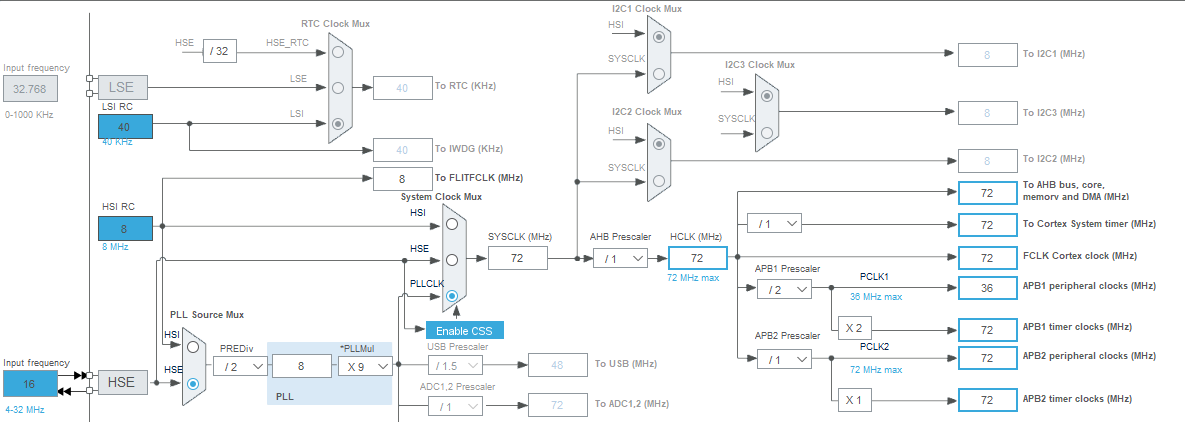 I2C1 Clock Mux
RTC Clock Mux
HSI
HSE
/ 32
HSE_RTC
8
To I2C1 (MHz)
SYSCLK
I2C3 Clock Mux
Input frequency
32.768
0-1000 KHz
LSE
LSE
40
To RTC (KHz)
HSI
LSI RC
40
40 KHz
LSI
I2C2 Clock Mux
SYSCLK
8
To I2C3 (MHz)
HSI
40
To IWDG (KHz)
SYSCLK
8
To I2C2 (MHz)
8
To FLITFCLK (MHz)
System Clock Mux
72
To AHB bus, core,
memory and DMA (MHz)
HSI RC
8
8 MHz
HSI
/ 1
72
To Cortex System timer (MHz)
HSE
SYSCLK (MHz)
72
AHB Prescaler
/ 1
HCLK (MHz)
72
72 MHz max
72
FCLK Cortex clock (MHz)
PLLCLK
APB1 Prescaler
/ 2
PCLK1
36 MHz max
36
APB1 peripheral clocks (MHz)
PLL Source Mux
Enable CSS
X 2
72
APB1 timer clocks (MHz)
HSI
PREDiv
/ 2
8
*PLLMul
X 9
PLL
USB Prescaler
/ 1.5
48
To USB (MHz)
APB2 Prescaler
/ 1
PCLK2
72 MHz max
72
APB2 peripheral clocks (MHz)
Input frequency
16
4-32 MHz
HSE
HSE
ADC1,2 Prescaler
/ 1
72
To ADC1,2 (MHz)
X 1
72
APB2 timer clocks (MHz)